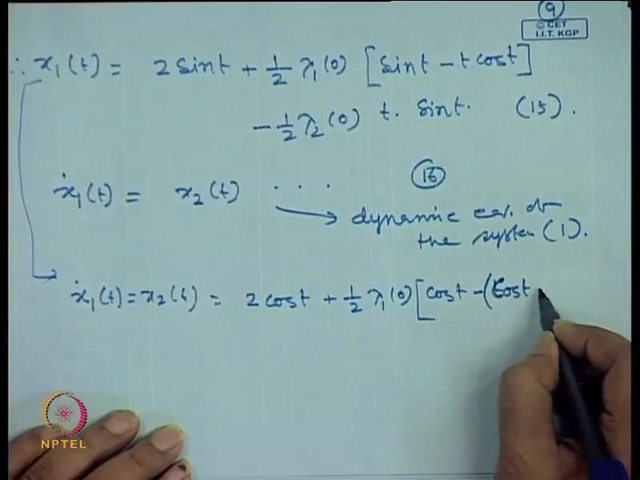 9
© CET
I.I.T. KGP
∴ x₁(t) = 2 sint + 1/2 λ₁(0) [sint - t cost]
- 1/2 λ₂(0) t. sint. (15).
ẋ₁(t) = x₂(t) . . . (16)
→ dynamic eqn. of
the system (1).
ẋ₁(t) = x₂(t) = 2 cost + 1/2 λ₁(0) [cost - (cost
NPTEL